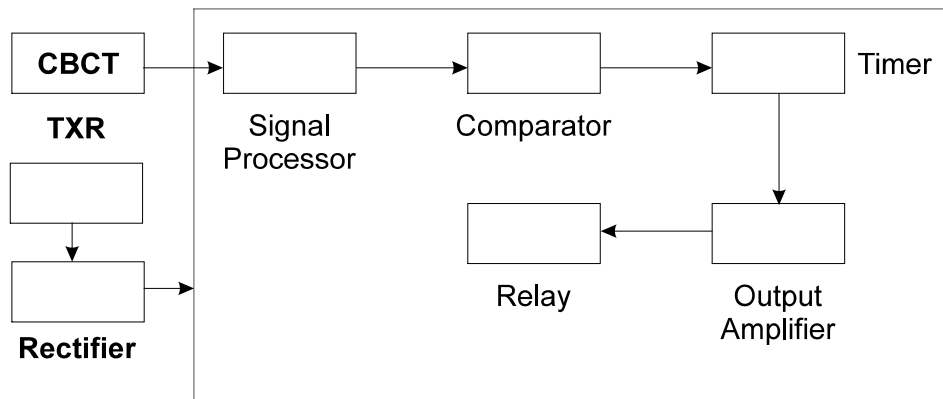 CBCT
TXR
Signal
Processor
Comparator
Timer
Relay
Output
Amplifier
Rectifier